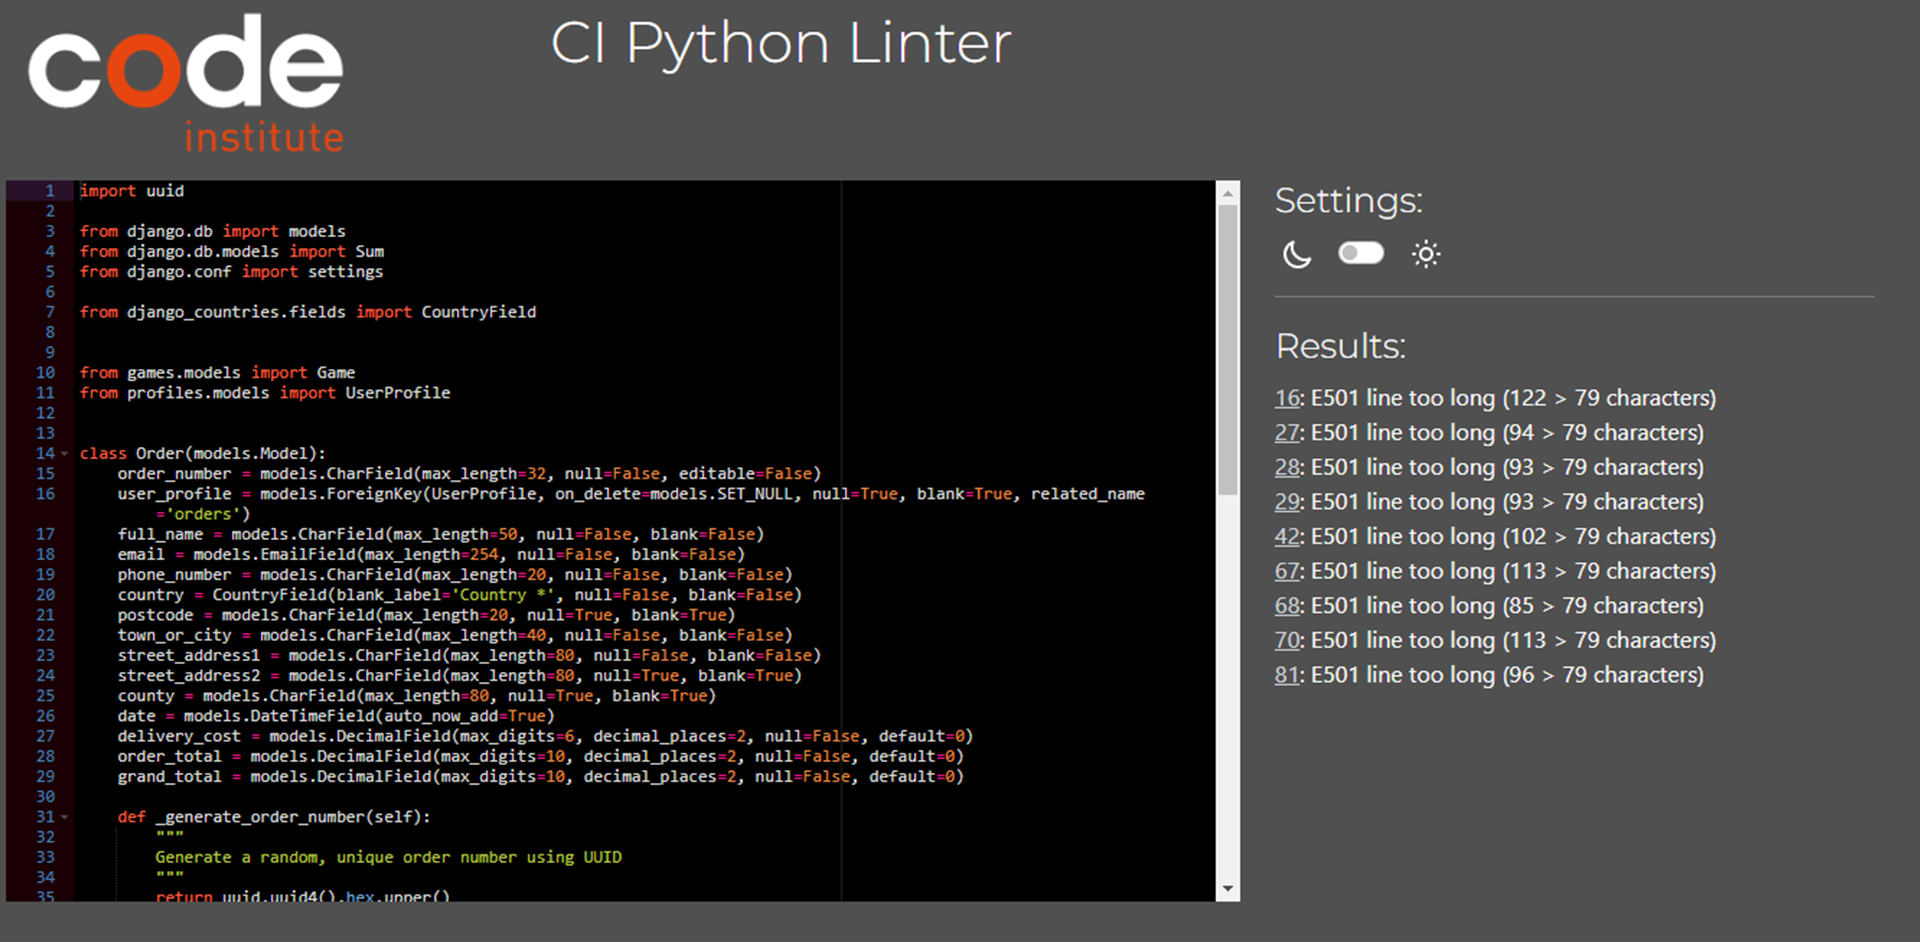 code
institute
CI Python Linter
1 import uuid
2
3 from django.db import models
4 from django.db.models import Sum
5 from django.conf import settings
6
7 from django_countries.fields import CountryField
8
9
10 from games.models import Game
11 from profiles.models import UserProfile
12
13
14 class Order(models.Model):
15 order_number = models.CharField(max_length=32, null=False, editable=False)
16 user_profile = models.ForeignKey(UserProfile, on_delete=models.SET_NULL, null=True, blank=True, related_name
='orders')
17 full_name = models.CharField(max_length=50, null=False, blank=False)
18 email = models.EmailField(max_length=254, null=False, blank=False)
19 phone_number = models.CharField(max_length=20, null=False, blank=False)
20 country = CountryField(blank_label='Country *', null=False, blank=False)
21 postcode = models.CharField(max_length=20, null=True, blank=True)
22 town_or_city = models.CharField(max_length=40, null=False, blank=False)
23 street_address1 = models.CharField(max_length=80, null=False, blank=False)
24 street_address2 = models.CharField(max_length=80, null=True, blank=True)
25 county = models.CharField(max_length=80, null=True, blank=True)
26 date = models.DateTimeField(auto_now_add=True)
27 delivery_cost = models.DecimalField(max_digits=6, decimal_places=2, null=False, default=0)
28 order_total = models.DecimalField(max_digits=10, decimal_places=2, null=False, default=0)
29 grand_total = models.DecimalField(max_digits=10, decimal_places=2, null=False, default=0)
30
31 def _generate_order_number(self):
32 """
33 Generate a random, unique order number using UUID
34 """
35 return uuid.uuid4().hex.upper()
Settings:
Results:
16: E501 line too long (122 > 79 characters)
27: E501 line too long (94 > 79 characters)
28: E501 line too long (93 > 79 characters)
29: E501 line too long (93 > 79 characters)
42: E501 line too long (102 > 79 characters)
67: E501 line too long (113 > 79 characters)
68: E501 line too long (85 > 79 characters)
70: E501 line too long (113 > 79 characters)
81: E501 line too long (96 > 79 characters)